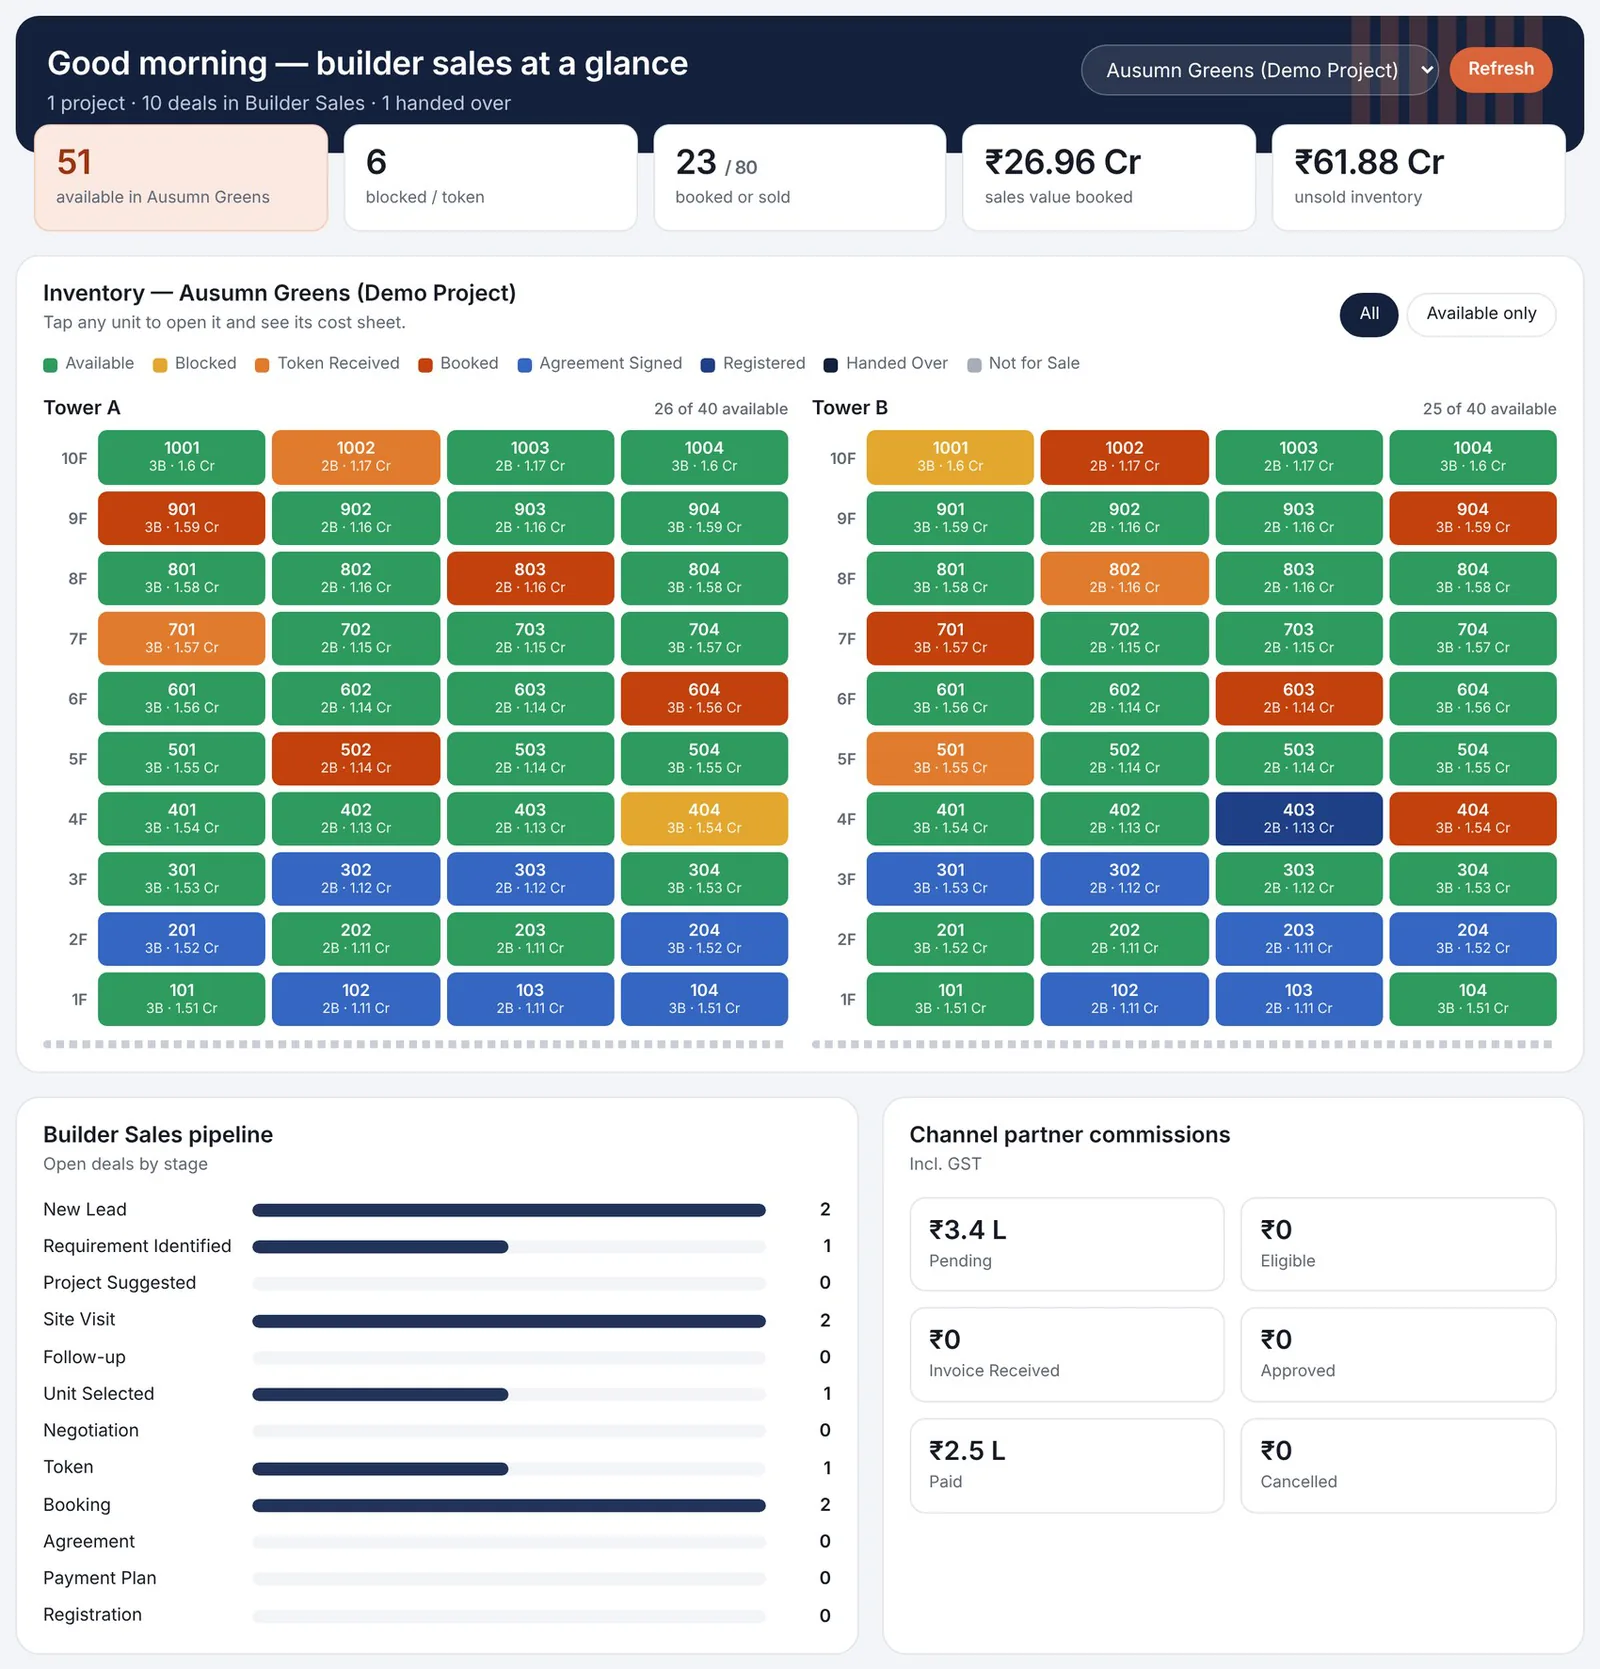 Good morning — builder sales at a glance
1 project · 10 deals in Builder Sales · 1 handed over
Ausumn Greens (Demo Project)
Refresh
51
available in Ausumn Greens
6
blocked / token
23 / 80
booked or sold
₹26.96 Cr
sales value booked
₹61.88 Cr
unsold inventory
Inventory — Ausumn Greens (Demo Project)
Tap any unit to open it and see its cost sheet.
All
Available only
Available Blocked Token Received Booked Agreement Signed Registered Handed Over Not for Sale
Tower A 26 of 40 available
10F 1001 1002 1003 1004
3B · 1.6 Cr 2B · 1.17 Cr 2B · 1.17 Cr 3B · 1.6 Cr
9F 901 902 903 904
3B · 1.59 Cr 2B · 1.16 Cr 2B · 1.16 Cr 3B · 1.59 Cr
8F 801 802 803 804
3B · 1.58 Cr 2B · 1.16 Cr 2B · 1.16 Cr 3B · 1.58 Cr
7F 701 702 703 704
3B · 1.57 Cr 2B · 1.15 Cr 2B · 1.15 Cr 3B · 1.57 Cr
6F 601 602 603 604
3B · 1.56 Cr 2B · 1.14 Cr 2B · 1.14 Cr 3B · 1.56 Cr
5F 501 502 503 504
3B · 1.55 Cr 2B · 1.14 Cr 2B · 1.14 Cr 3B · 1.55 Cr
4F 401 402 403 404
3B · 1.54 Cr 2B · 1.13 Cr 2B · 1.13 Cr 3B · 1.54 Cr
3F 301 302 303 304
3B · 1.53 Cr 2B · 1.12 Cr 2B · 1.12 Cr 3B · 1.53 Cr
2F 201 202 203 204
3B · 1.52 Cr 2B · 1.11 Cr 2B · 1.11 Cr 3B · 1.52 Cr
1F 101 102 103 104
3B · 1.51 Cr 2B · 1.11 Cr 2B · 1.11 Cr 3B · 1.51 Cr
Tower B 25 of 40 available
10F 1001 1002 1003 1004
3B · 1.6 Cr 2B · 1.17 Cr 2B · 1.17 Cr 3B · 1.6 Cr
9F 901 902 903 904
3B · 1.59 Cr 2B · 1.16 Cr 2B · 1.16 Cr 3B · 1.59 Cr
8F 801 802 803 804
3B · 1.58 Cr 2B · 1.16 Cr 2B · 1.16 Cr 3B · 1.58 Cr
7F 701 702 703 704
3B · 1.57 Cr 2B · 1.15 Cr 2B · 1.15 Cr 3B · 1.57 Cr
6F 601 602 603 604
3B · 1.56 Cr 2B · 1.14 Cr 2B · 1.14 Cr 3B · 1.56 Cr
5F 501 502 503 504
3B · 1.55 Cr 2B · 1.14 Cr 2B · 1.14 Cr 3B · 1.55 Cr
4F 401 402 403 404
3B · 1.54 Cr 2B · 1.13 Cr 2B · 1.13 Cr 3B · 1.54 Cr
3F 301 302 303 304
3B · 1.53 Cr 2B · 1.12 Cr 2B · 1.12 Cr 3B · 1.53 Cr
2F 201 202 203 204
3B · 1.52 Cr 2B · 1.11 Cr 2B · 1.11 Cr 3B · 1.52 Cr
1F 101 102 103 104
3B · 1.51 Cr 2B · 1.11 Cr 2B · 1.11 Cr 3B · 1.51 Cr
Builder Sales pipeline
Open deals by stage
New Lead 2
Requirement Identified 1
Project Suggested 0
Site Visit 2
Follow-up 0
Unit Selected 1
Negotiation 0
Token 1
Booking 2
Agreement 0
Payment Plan 0
Registration 0
Channel partner commissions
Incl. GST
₹3.4 L
Pending
₹0
Eligible
₹0
Invoice Received
₹0
Approved
₹2.5 L
Paid
₹0
Cancelled